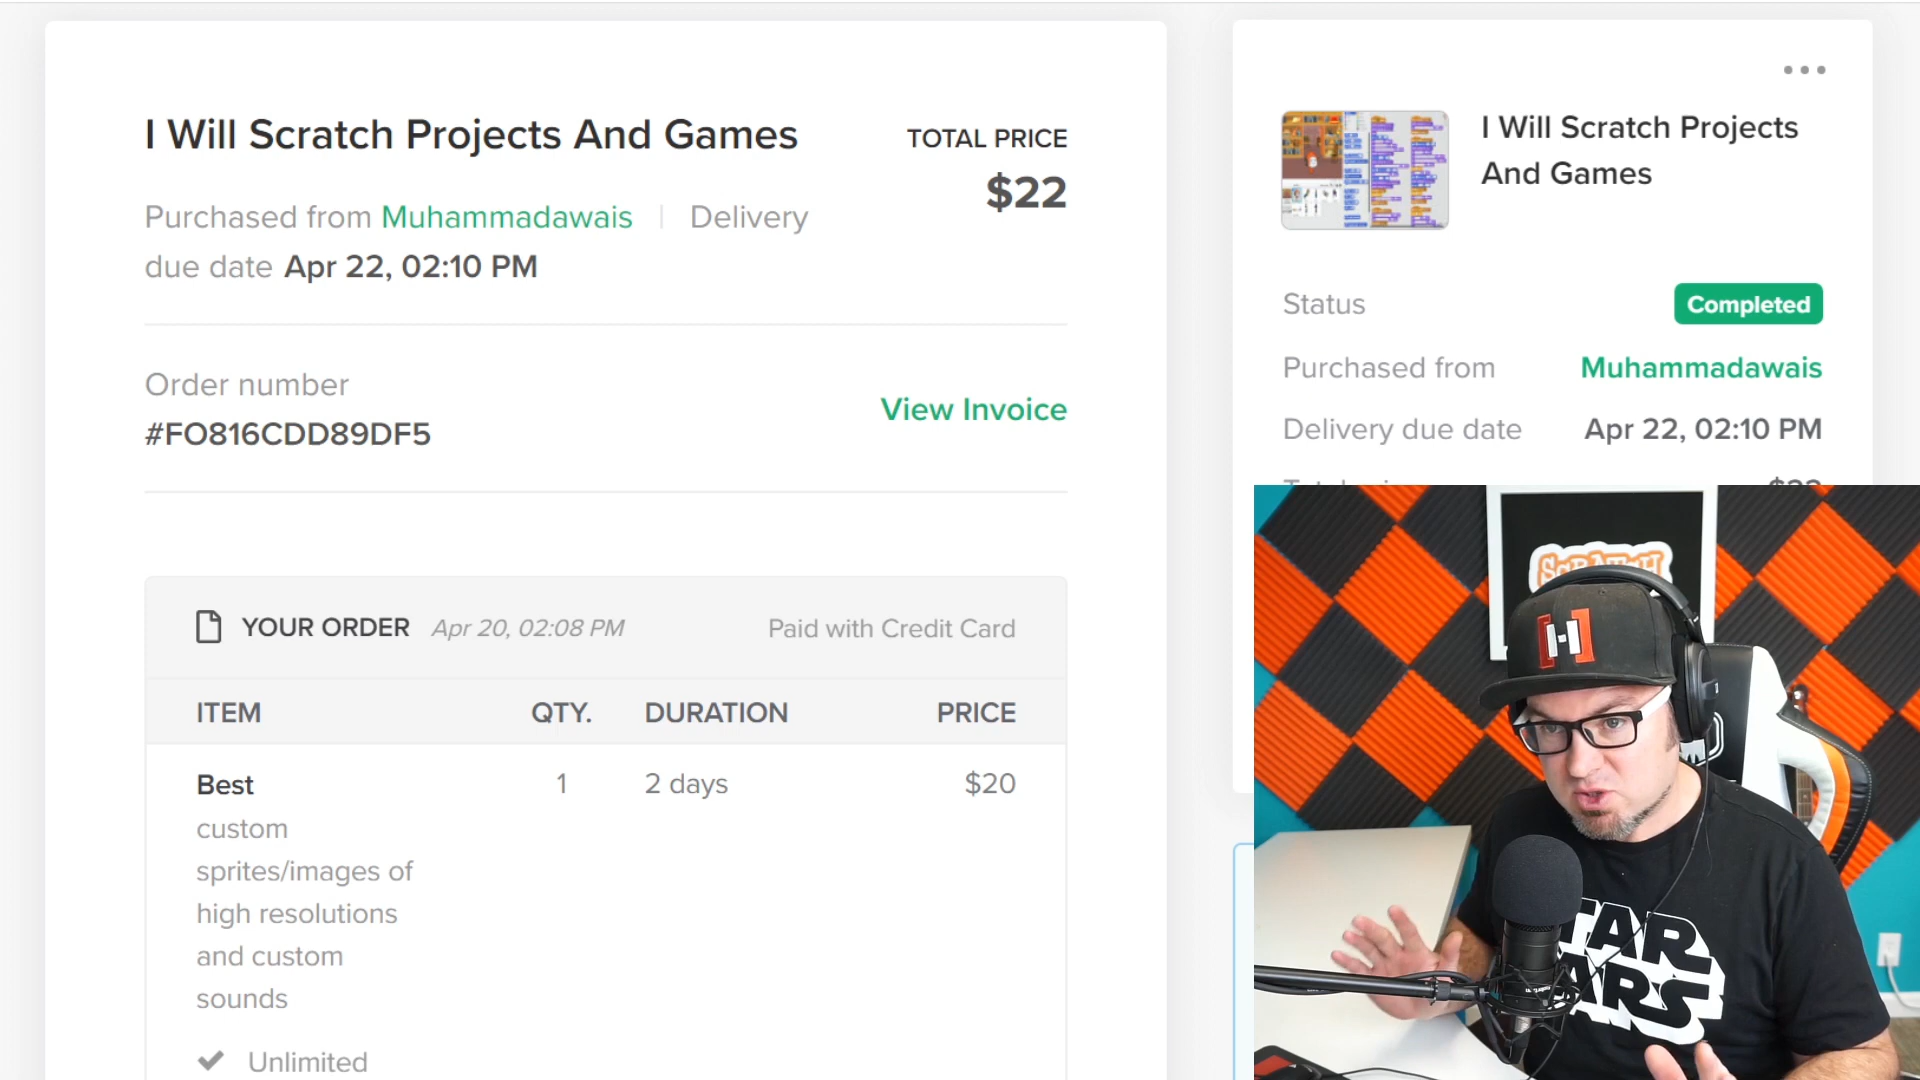 I Will Scratch Projects And Games
TOTAL PRICE
$22
Purchased from Muhammadawais | Delivery
due date Apr 22, 02:10 PM
Order number
#FO816CDD89DF5
View Invoice
YOUR ORDER Apr 20, 02:08 PM Paid with Credit Card
ITEM QTY. DURATION PRICE
Best 1 2 days $20
custom
sprites/images of
high resolutions
and custom
sounds
Unlimited
I Will Scratch Projects
And Games
Status Completed
Purchased from Muhammadawais
Delivery due date Apr 22, 02:10 PM
SCRATCH
[H]
STAR
WARS